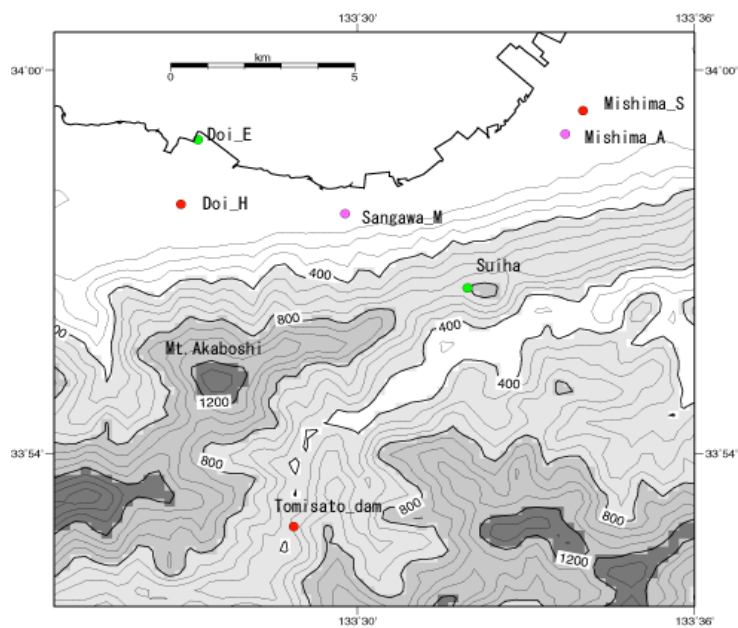 133°30'
133°36'
34°00'
34°00'
km
0
5
Mishima_S
Doi_E
Mishima_A
Doi_H
Sangawa_M
Suiha
400
800
400
00
Mt.Akaboshi
400
1200
33°54'
33°54'
800
Tomisato_dam
800
800
1200
133°30'
133°36'